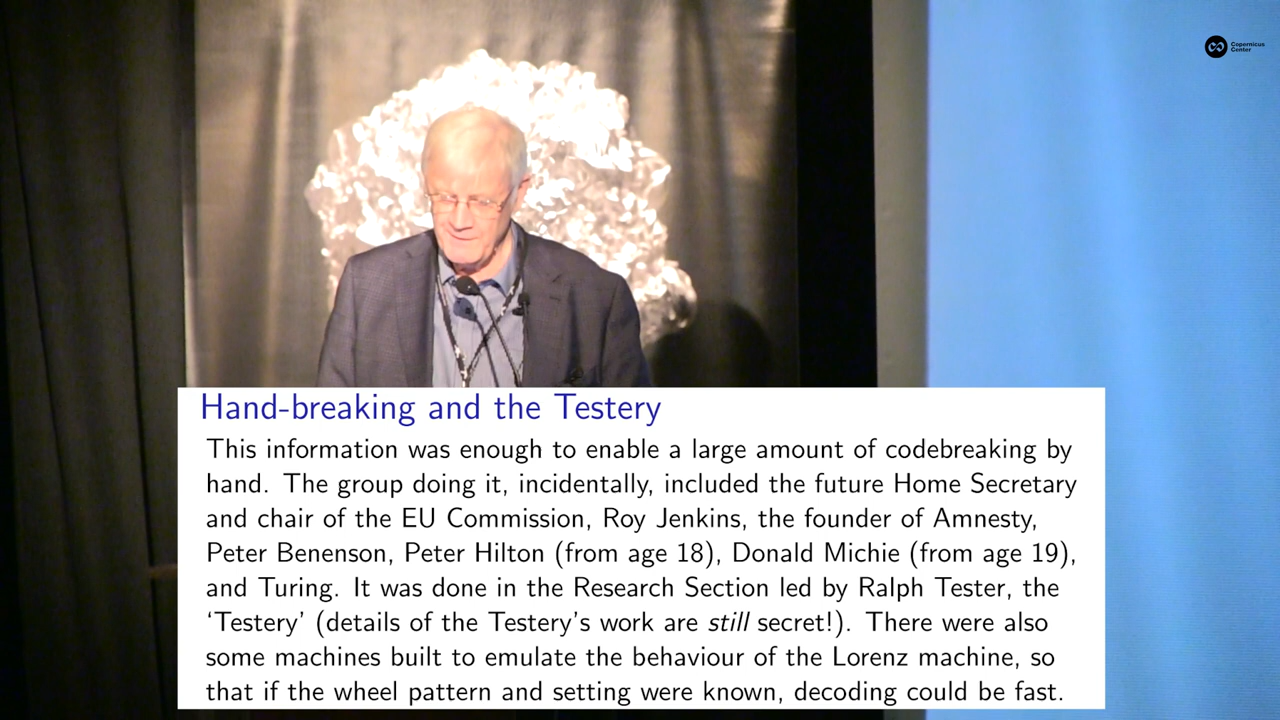 Copernicus
Center
Hand-breaking and the Testery
This information was enough to enable a large amount of codebreaking by
hand. The group doing it, incidentally, included the future Home Secretary
and chair of the EU Commission, Roy Jenkins, the founder of Amnesty,
Peter Benenson, Peter Hilton (from age 18), Donald Michie (from age 19),
and Turing. It was done in the Research Section led by Ralph Tester, the
‘Testery’ (details of the Testery’s work are still secret!). There were also
some machines built to emulate the behaviour of the Lorenz machine, so
that if the wheel pattern and setting were known, decoding could be fast.